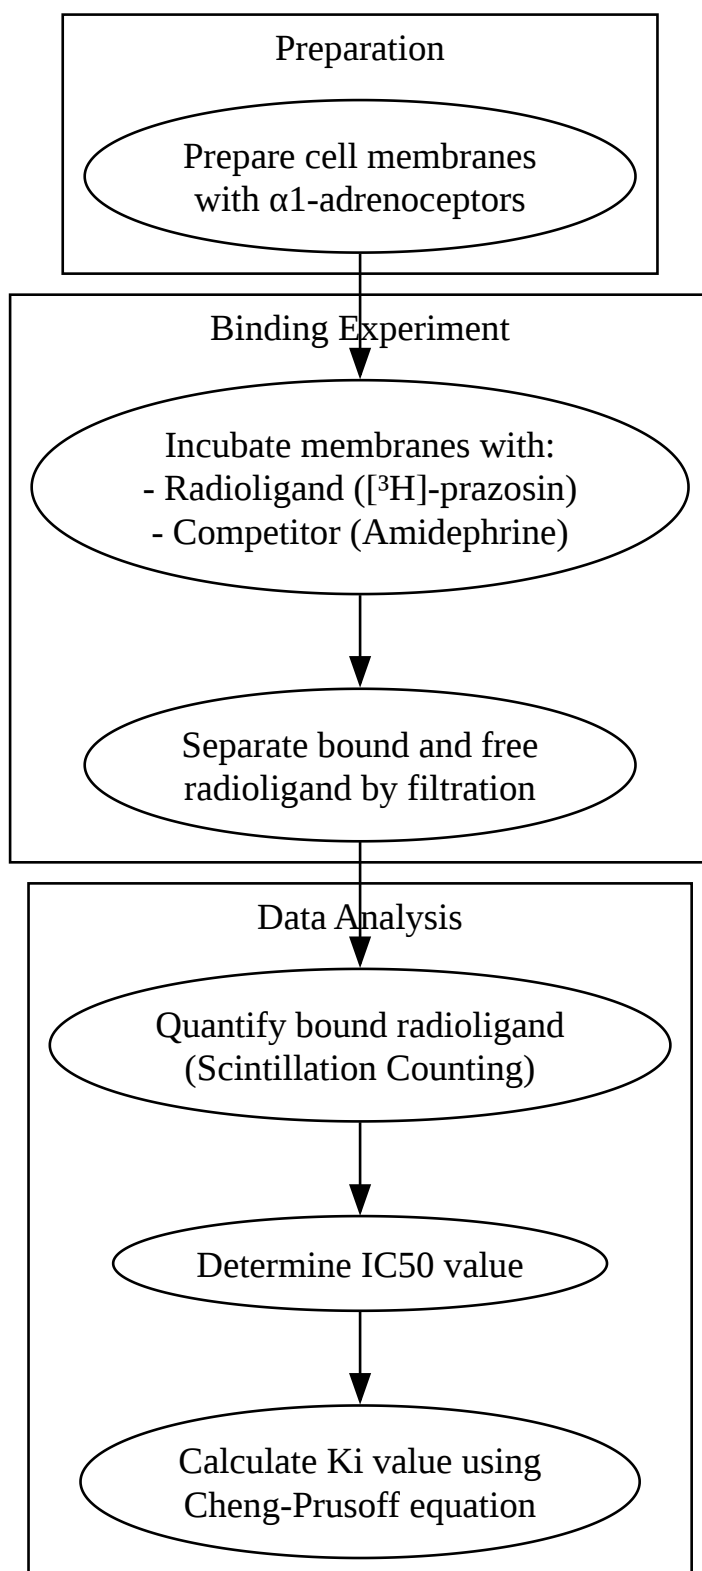 Preparation
Prepare cell membranes
with α1-adrenoceptors
Binding Experiment
Incubate membranes with:
- Radioligand ([³H]-prazosin)
- Competitor (Amidephrine)
Separate bound and free
radioligand by filtration
Data Analysis
Quantify bound radioligand
(Scintillation Counting)
Determine IC50 value
Calculate Ki value using
Cheng-Prusoff equation